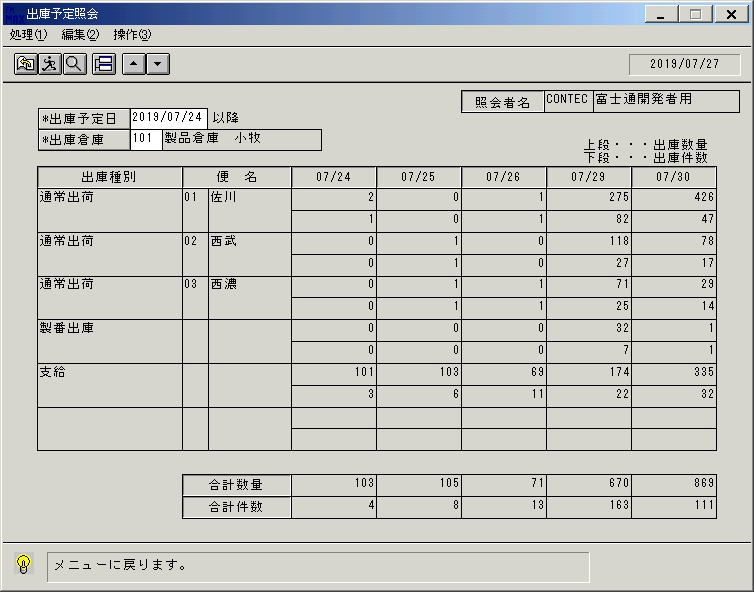 出庫予定照会
処理(1) 編集(2) 操作(3)
2019/07/27
照会者名 CONTEC 富士通開発者用
*出庫予定日 2019/07/24 以降
*出庫倉庫 101 製品倉庫 小牧
上段・・・出庫数量
下段・・・出庫件数
出庫種別 便 名 07/24 07/25 07/26 07/29 07/30
通常出荷 01 佐川 2 0 1 275 426
1 0 1 82 47
通常出荷 02 西武 0 1 0 118 78
0 1 0 27 17
通常出荷 03 西濃 0 1 1 71 29
0 1 1 25 14
製番出庫 0 0 0 32 1
0 0 0 7 1
支給 101 103 69 174 335
3 6 11 22 32
合計数量 103 105 71 670 869
合計件数 4 8 13 163 111
メニューに戻ります。